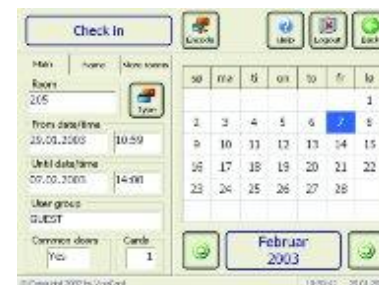 Check in
Encode
Help
Logout
Back
Main
Name
More rooms
Room
205
Type
From date/time
29.01.2003
10:59
Until date/time
07.02.2003
14:00
User group
GUEST
Common doors
Cards
Yes
1
sø ma ti on to fr lø
1
2 3 4 5 6 7 8
9 10 11 12 13 14 15
16 17 18 19 20 21 22
23 24 25 26 27 28
Februar
2003